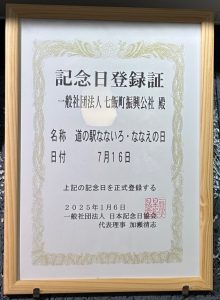 記念日登録証
一般社団法人 七飯町振興公社 殿
名称 道の駅なないろ・ななえの日
日付 7月16日
上記の記念日を正式登録する
2025年1月6日
一般社団法人 日本記念日協会
代表理事 加瀬清志